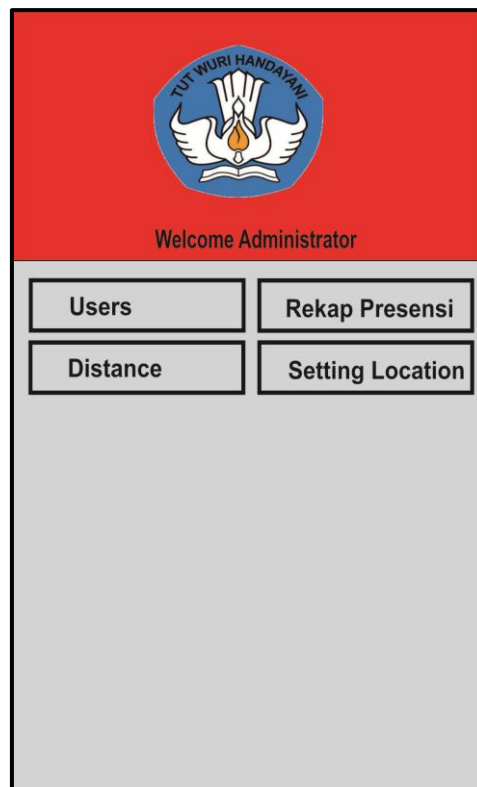 TUT WURI HANDAYANI
Welcome Administrator
Users
Rekap Presensi
Distance
Setting Location